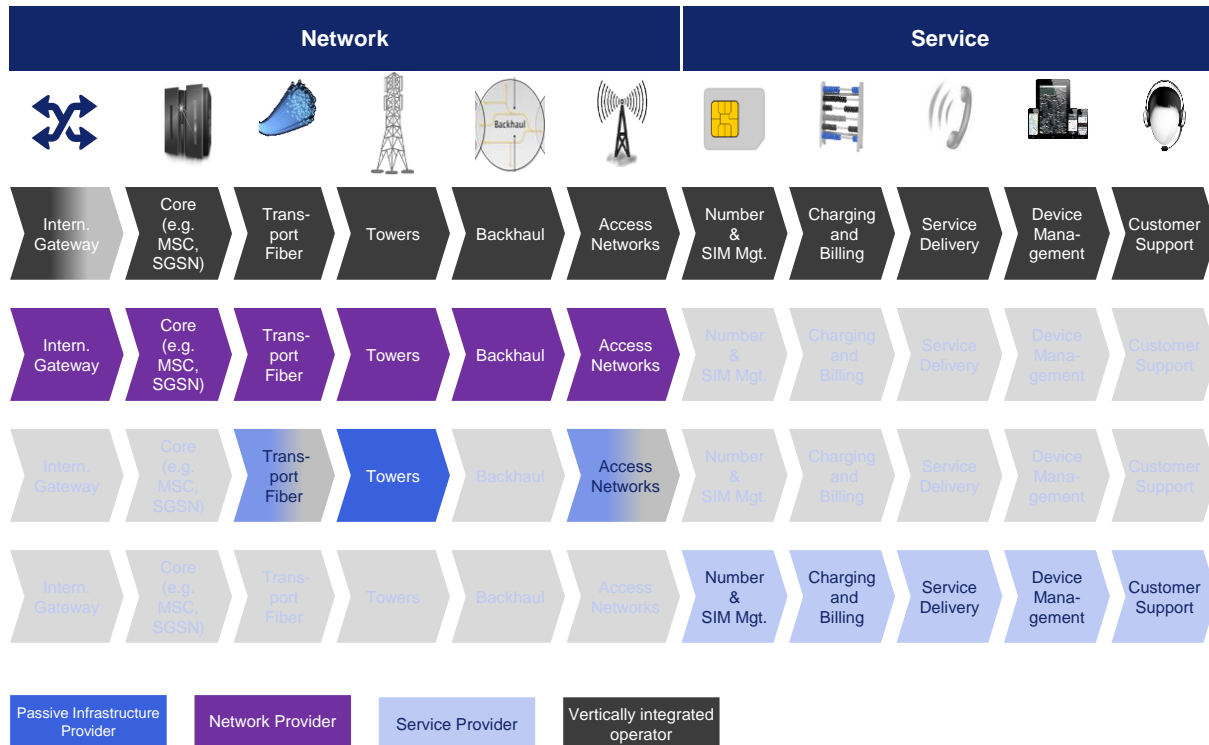 Network
Service
Backhaul
Intern.
Gateway
Core
(e.g.
MSC,
SGSN)
Trans-
port
Fiber
Towers
Backhaul
Access
Networks
Number
&
SIM Mgt.
Charging
and
Billing
Service
Delivery
Device
Mana-
gement
Customer
Support
Intern.
Gateway
Core
(e.g.
MSC,
SGSN)
Trans-
port
Fiber
Towers
Backhaul
Access
Networks
Number
&
SIM Mgt.
Charging
and
Billing
Service
Delivery
Device
Mana-
gement
Customer
Support
Intern.
Gateway
Core
(e.g.
MSC,
SGSN)
Trans-
port
Fiber
Towers
Backhaul
Access
Networks
Number
&
SIM Mgt.
Charging
and
Billing
Service
Delivery
Device
Mana-
gement
Customer
Support
Intern.
Gateway
Core
(e.g.
MSC,
SGSN)
Trans-
port
Fiber
Towers
Backhaul
Access
Networks
Number
&
SIM Mgt.
Charging
and
Billing
Service
Delivery
Device
Mana-
gement
Customer
Support
Passive Infrastructure
Provider
Network Provider
Service Provider
Vertically integrated
operator